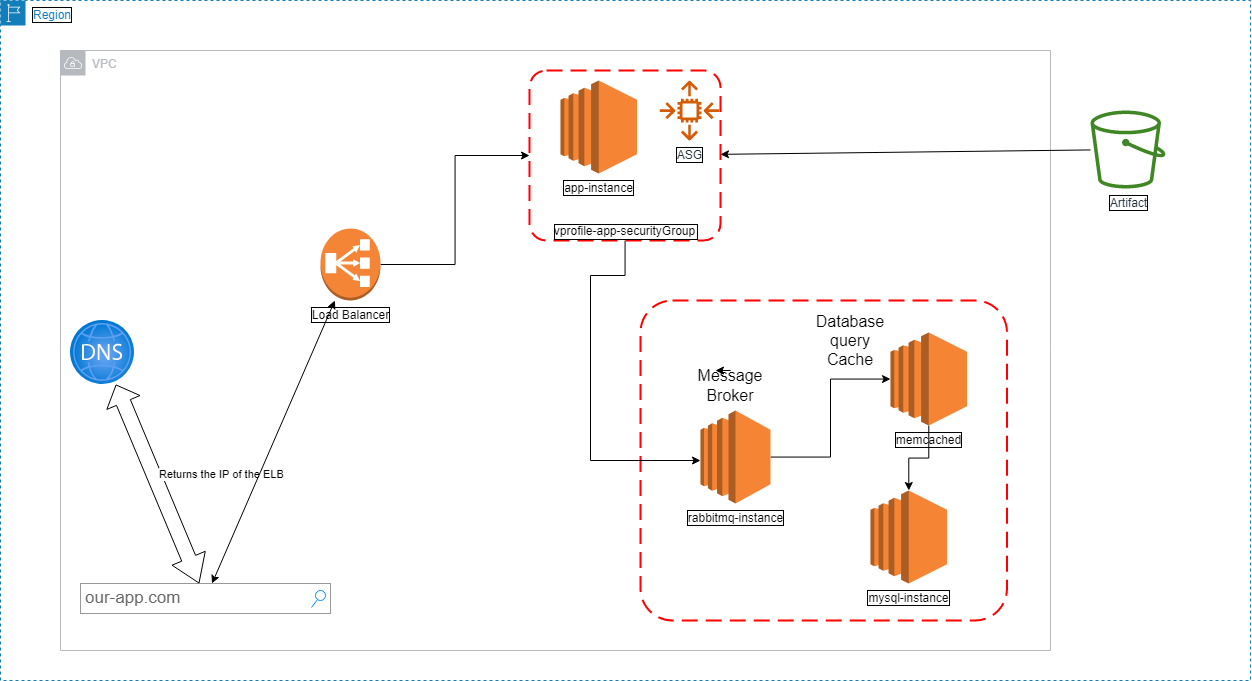 Region
VPC
ASG
app-instance
vprofile-app-securityGroup
Artifact
Load Balancer
DNS
Returns the IP of the ELB
our-app.com
Database
query
Cache
Message
Broker
memcached
rabbitmq-instance
mysql-instance